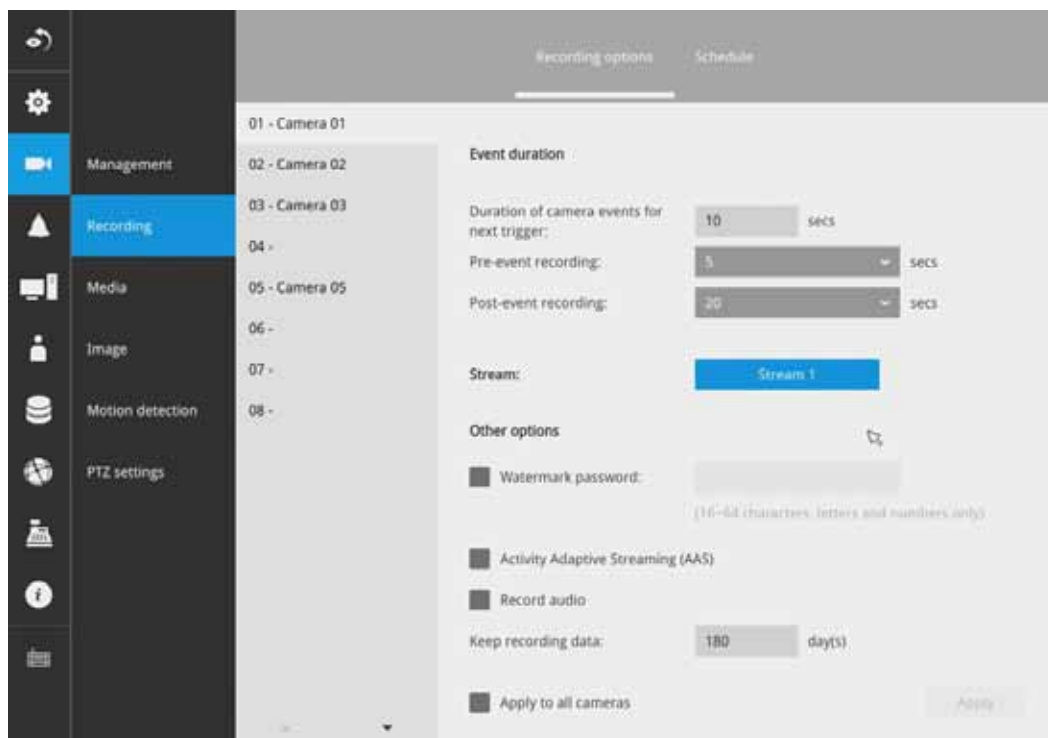 Recording options
Schedule
Management
Recording
Media
Image
Motion detection
PTZ settings
01 - Camera 01
02 - Camera 02
03 - Camera 03
04 -
05 - Camera 05
06 -
07 -
08 -
Event duration
Duration of camera events for
next trigger:
10 secs
Pre-event recording: 5 secs
Post-event recording: 20 secs
Stream: Stream 1
Other options
Watermark password:
(16~64 characters, letters and numbers only)
Activity Adaptive Streaming (AAS)
Record audio
Keep recording data: 180 day(s)
Apply to all cameras
Apply